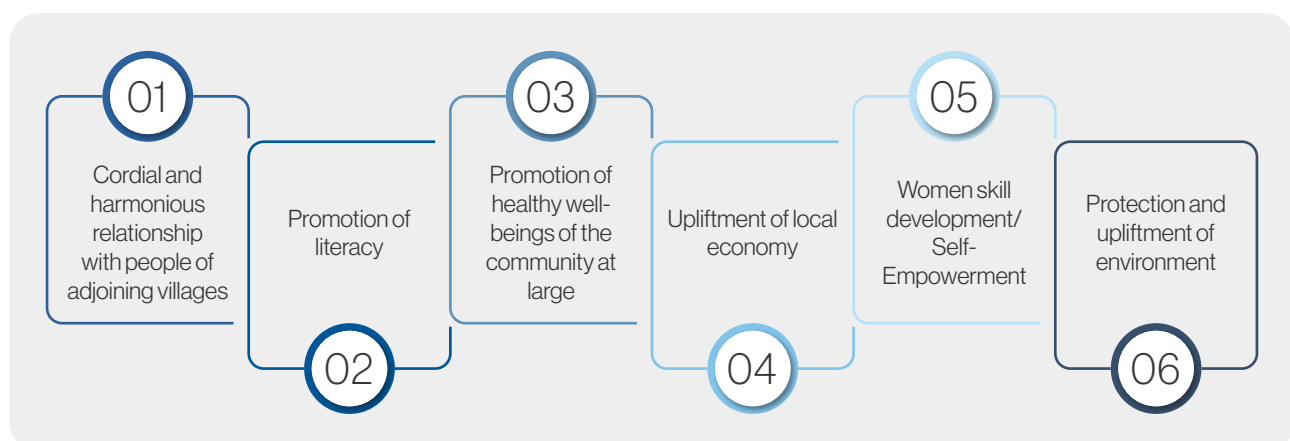 01
Cordial and
harmonious
relationship
with people of
adjoining villages
Promotion of
literacy
02
03
Promotion of
healthy well-
beings of the
community at
large
Upliftment of local
economy
04
05
Women skill
development/
Self-
Empowerment
Protection and
upliftment of
environment
06